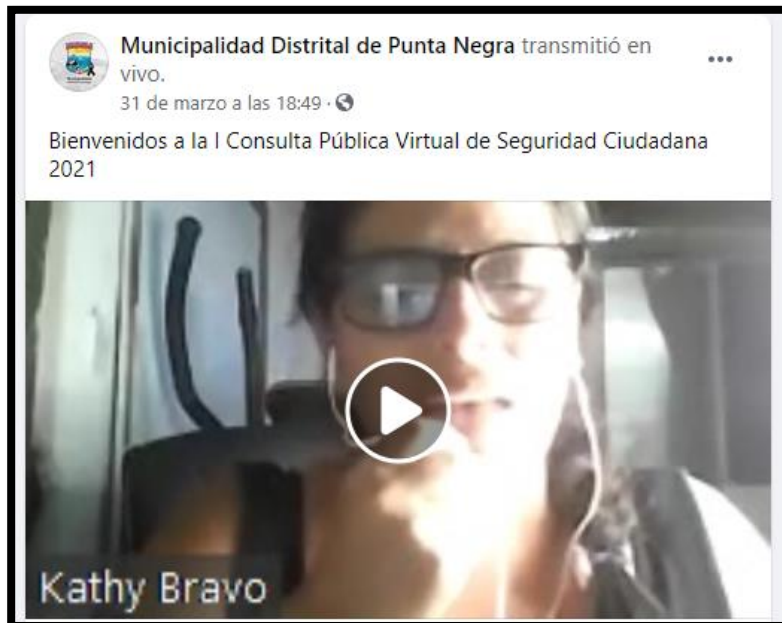 Municipalidad Distrital de Punta Negra transmitió en
vivo.
31 de marzo a las 18:49 ·
Bienvenidos a la I Consulta Pública Virtual de Seguridad Ciudadana
2021
Kathy Bravo